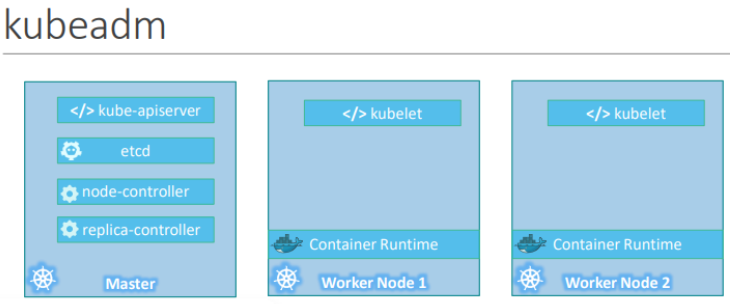 kubeadm
</> kube-apiserver
etcd
node-controller
replica-controller
Master
</> kubelet
Container Runtime
Worker Node 1
</> kubelet
Container Runtime
Worker Node 2